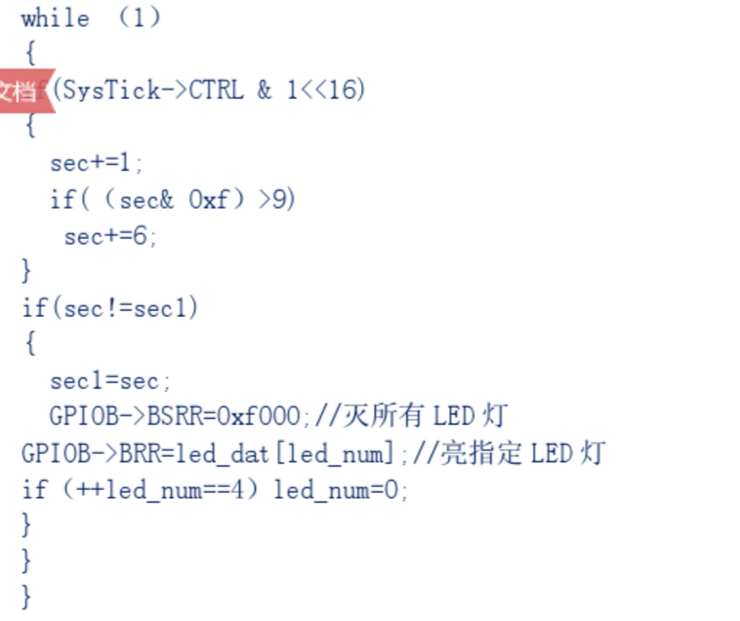 while （1）
{
文档
(SysTick->CTRL & 1<<16)
{
sec+=1;
if(（sec& 0xf）>9)
sec+=6;
}
if(sec!=sec1)
{
sec1=sec;
GPIOB->BSRR=0xf000;//灭所有 LED 灯
GPIOB->BRR=led_dat[led_num];//亮指定 LED 灯
if （++led_num==4）led_num=0;
}
}
}